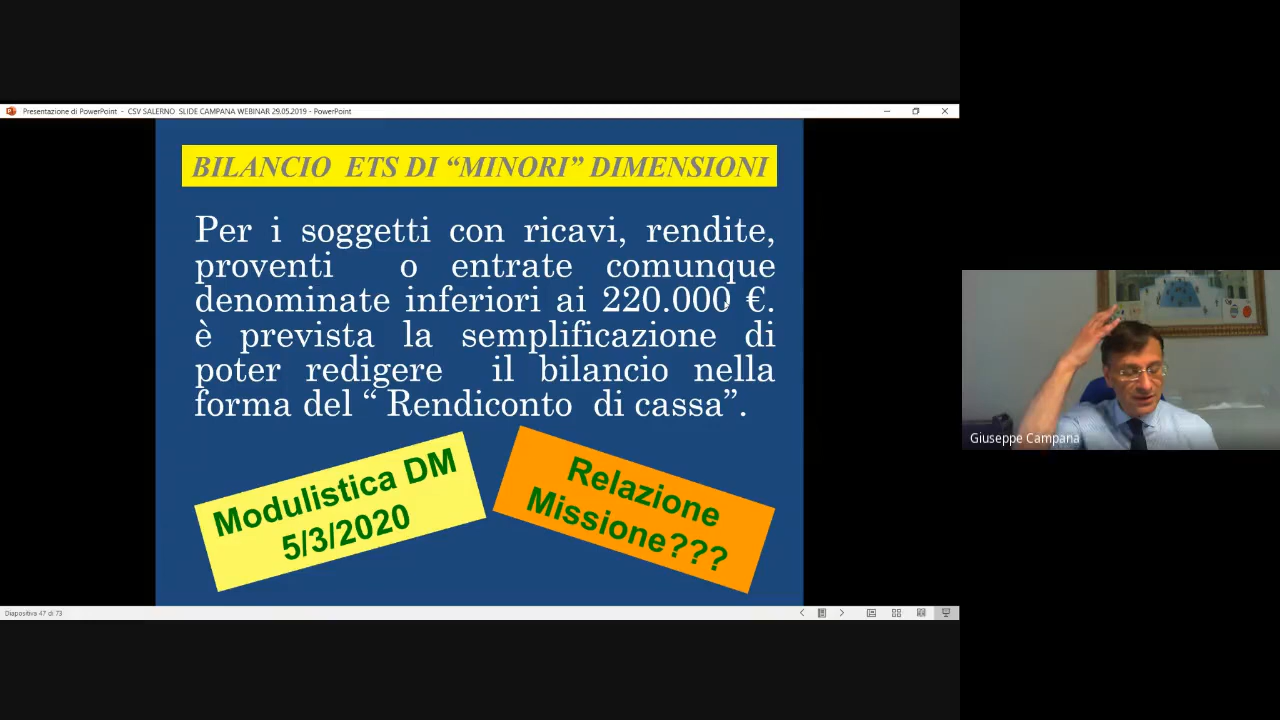 Presentazione di PowerPoint - CSV SALERNO SLIDE CAMPANA WEBINAR 29.05.2019 - PowerPoint
BILANCIO ETS DI “MINORI” DIMENSIONI
Per i soggetti con ricavi, rendite,
proventi o entrate comunque
denominate inferiori ai 220.000 €.
è prevista la semplificazione di
poter redigere il bilancio nella
forma del “ Rendiconto di cassa”.
Modulistica DM
5/3/2020
Relazione
Missione???
Diapositiva 47 di 73
Giuseppe Campana